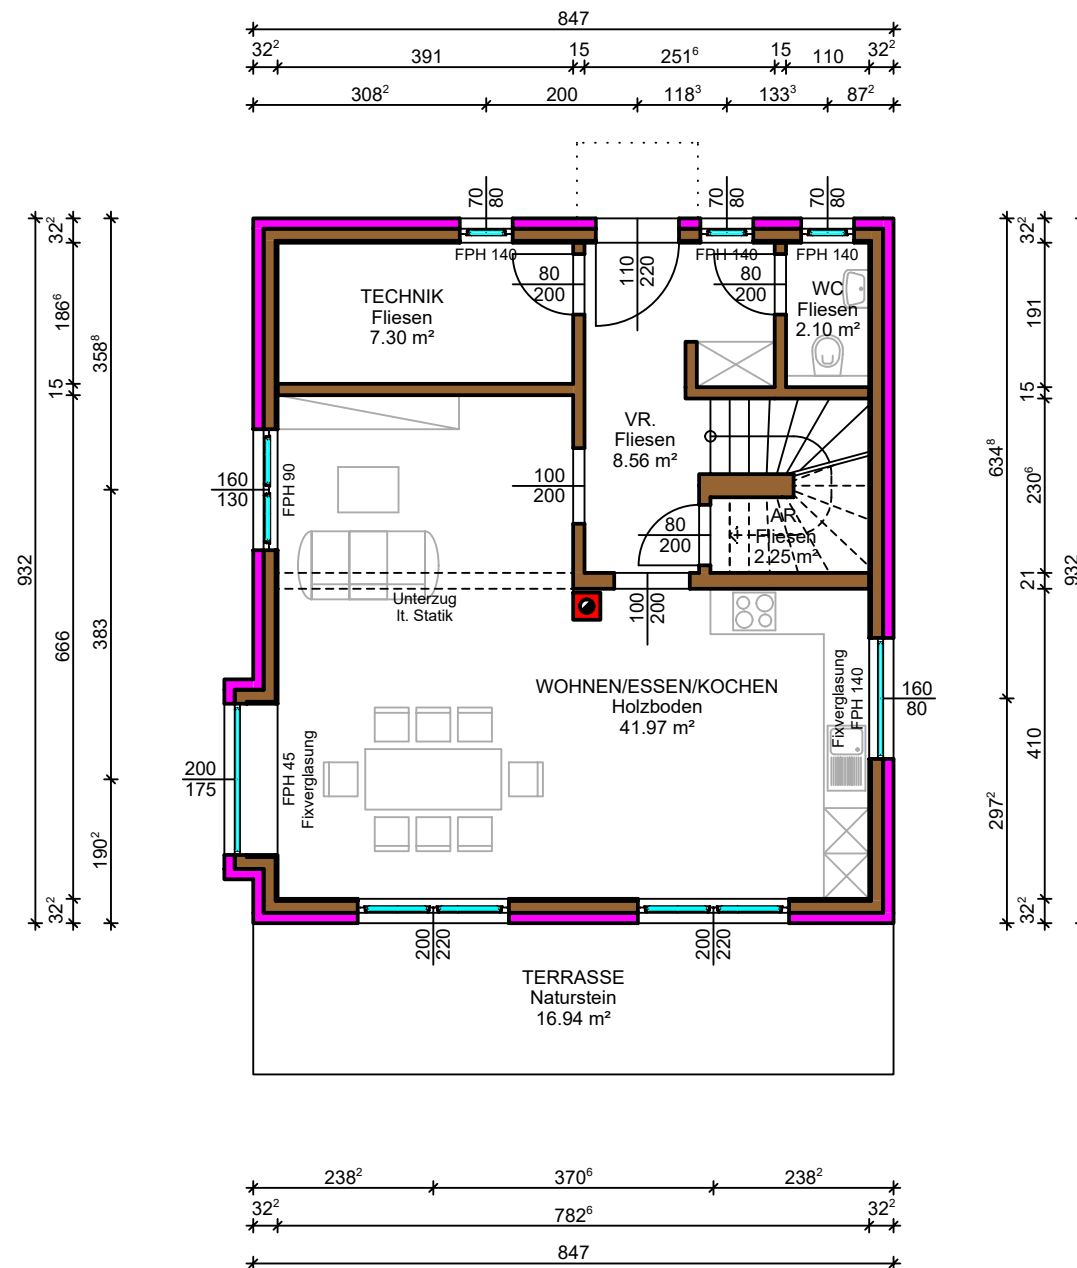 847
32² 391 15 251⁶ 15 110 32²
308² 200 118³ 133³ 87²
70 80
70 80
70 80
FPH 140
FPH 140
FPH 140
932
32² 186⁶ 15 666 32²
358⁸ 383 190²
TECHNIK
Fliesen
7.30 m²
80
200
110
220
80
200
WC
Fliesen
2.10 m²
VR.
Fliesen
8.56 m²
160
130
FPH 90
100
200
80
200
AR
Fliesen
2.25 m²
Unterzug
lt. Statik
100
200
WOHNEN/ESSEN/KOCHEN
Holzboden
41.97 m²
Fixverglasung
FPH 140
160
80
200
175
FPH 45
Fixverglasung
200
220
200
220
TERRASSE
Naturstein
16.94 m²
634⁸ 297²
32² 191 15 230⁶ 21 410 32²
932
238² 370⁶ 238²
32² 782⁶ 32²
847